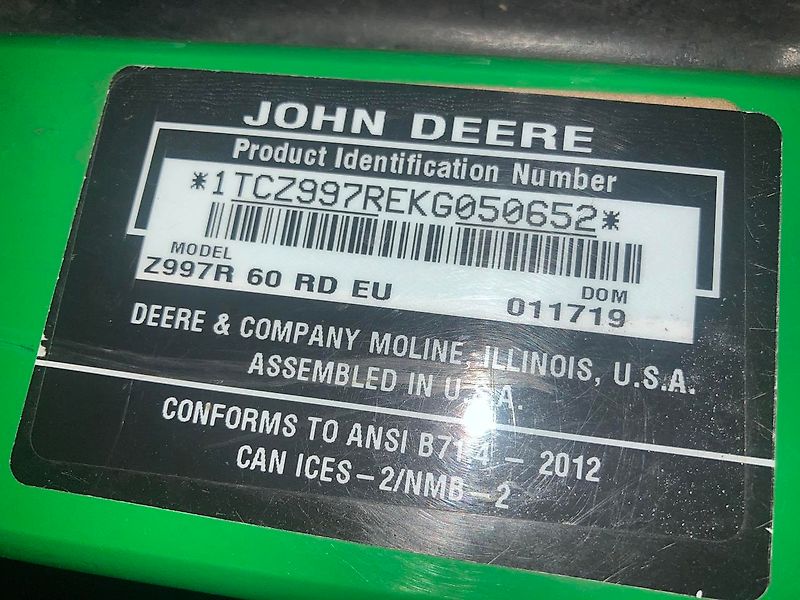 JOHN DEERE
Product Identification Number
*1TCZ997REKG050652*
MODEL DOM
Z997R 60 RD EU 011719
DEERE & COMPANY MOLINE, ILLINOIS, U.S.A.
ASSEMBLED IN U.S.A.
CONFORMS TO ANSI B71.4 - 2012
CAN ICES-2/NMB-2